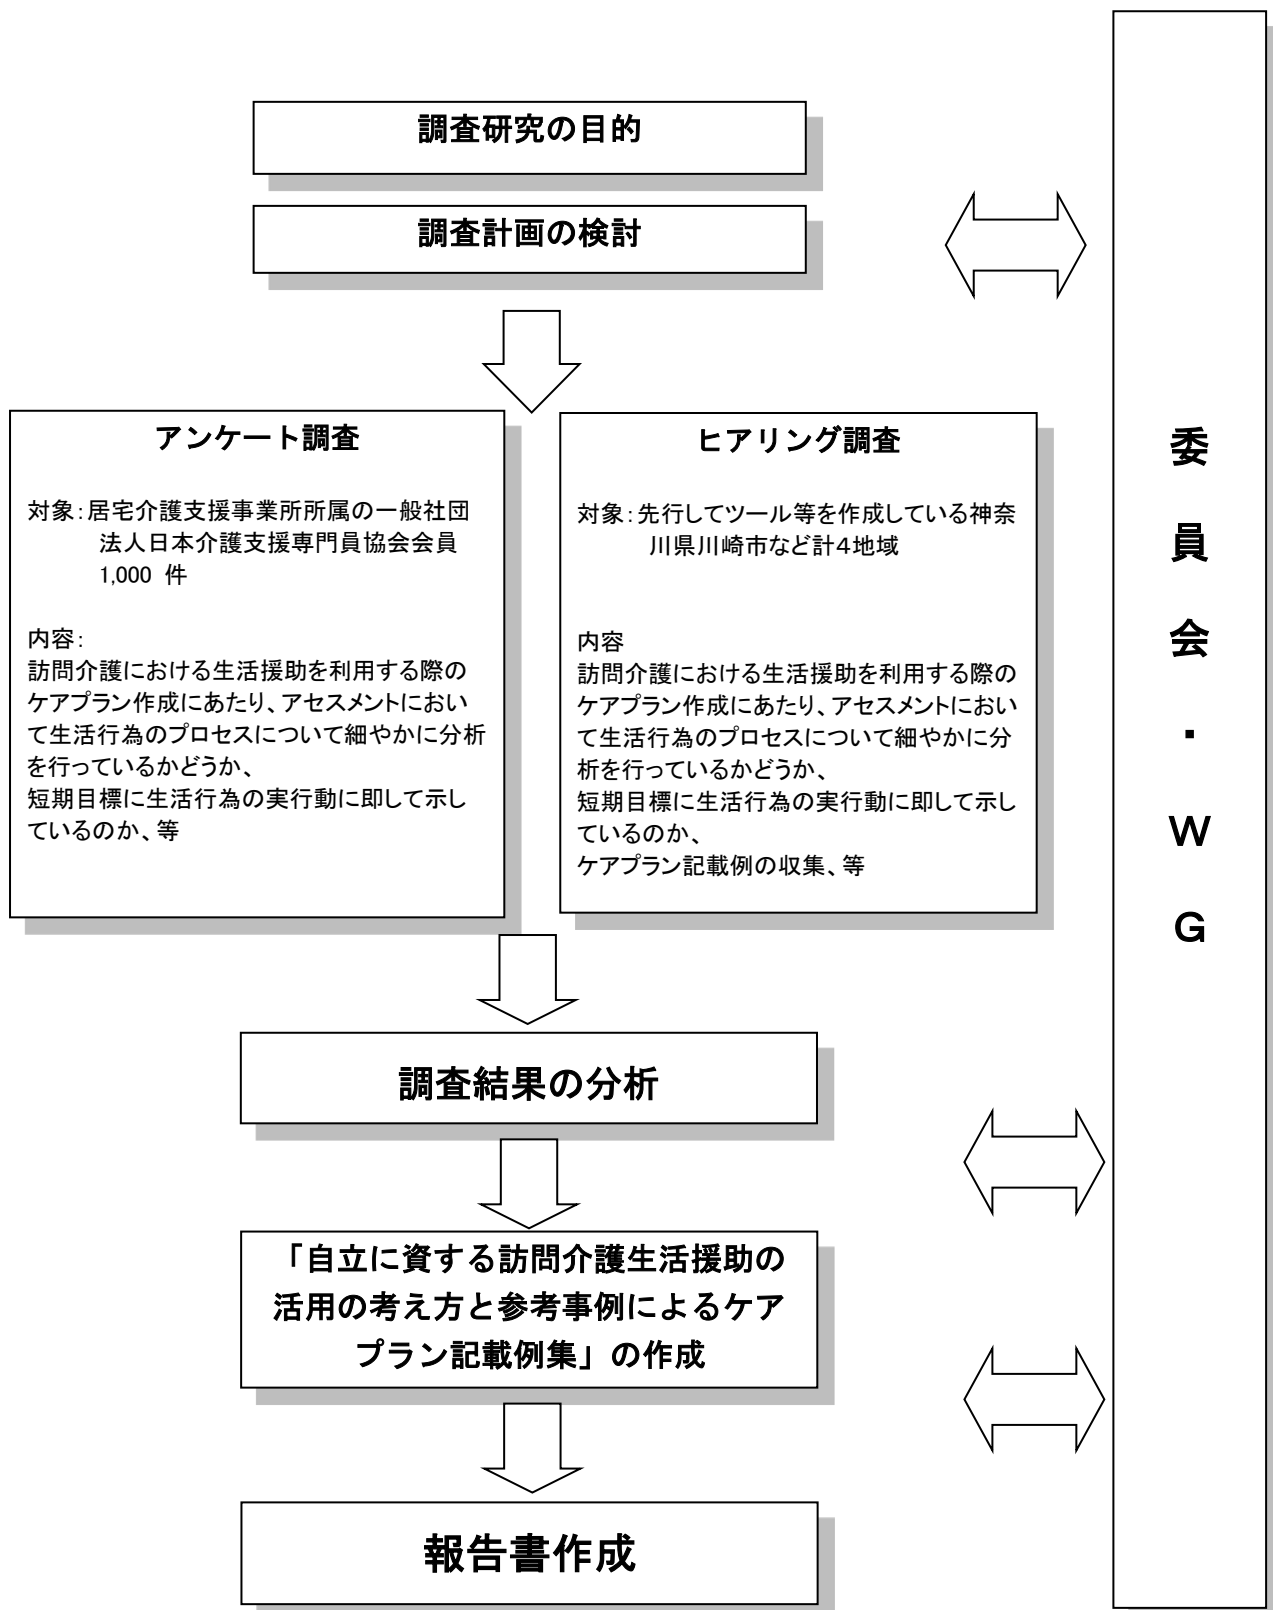 調査研究の目的
調査計画の検討
アンケート調査
対象：居宅介護支援事業所所属の一般社団
法人日本介護支援専門員協会会員
1,000 件
内容：
訪問介護における生活援助を利用する際の
ケアプラン作成にあたり、アセスメントにおい
て生活行為のプロセスについて細やかに分析
を行っているかどうか、
短期目標に生活行為の実行動に即して示し
ているのか、等
ヒアリング調査
対象：先行してツール等を作成している神奈
川県川崎市など計４地域
内容
訪問介護における生活援助を利用する際の
ケアプラン作成にあたり、アセスメントにおい
て生活行為のプロセスについて細やかに分
析を行っているかどうか、
短期目標に生活行為の実行動に即して示し
ているのか、
ケアプラン記載例の収集、等
調査結果の分析
「自立に資する訪問介護生活援助の
活用の考え方と参考事例によるケア
プラン記載例集」の作成
報告書作成
委員会・ＷＧ